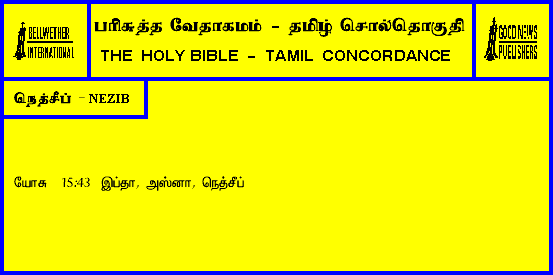 BELLWETHER
INTERNATIONAL
பரிசுத்த வேதாகமம் - தமிழ் சொல்தொகுதி
THE HOLY BIBLE - TAMIL CONCORDANCE
GOOD NEWS
PUBLISHERS
நெத்சீப் - NEZIB
யோசு 15:43 இப்தா, அஸ்னா, நெத்சீப்